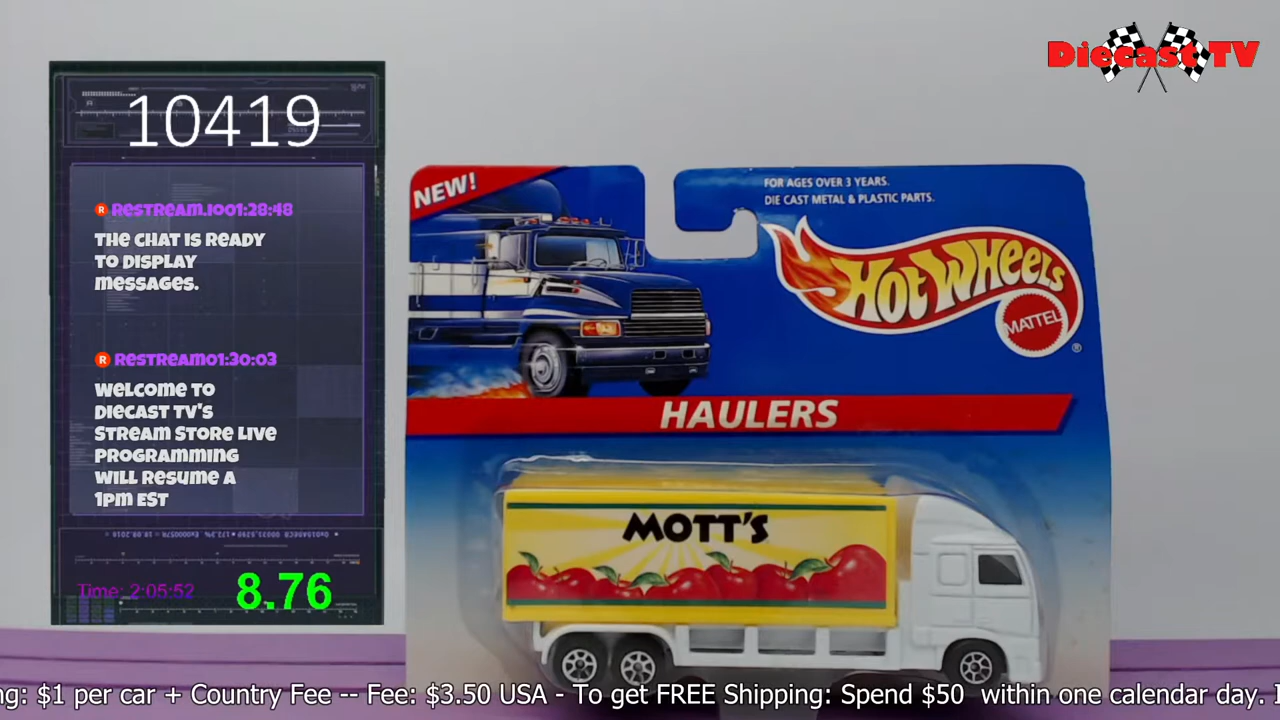 Diecast TV
10419
Restream.io01:28:48
THE CHAT IS READY
TO DISPLAY
MESSAGES.
Restream01:30:03
WELCOME TO
DIECAST TV'S
STREAM STORE LIVE
PROGRAMMING
WILL RESUME A
1PM EST
Time: 2:05:52
8.76
NEW!
FOR AGES OVER 3 YEARS.
DIE CAST METAL & PLASTIC PARTS.
HOT WHEELS
MATTEL
®
HAULERS
MOTT'S
ng: $1 per car + Country Fee -- Fee: $3.50 USA - To get FREE Shipping: Spend $50 within one calendar day.